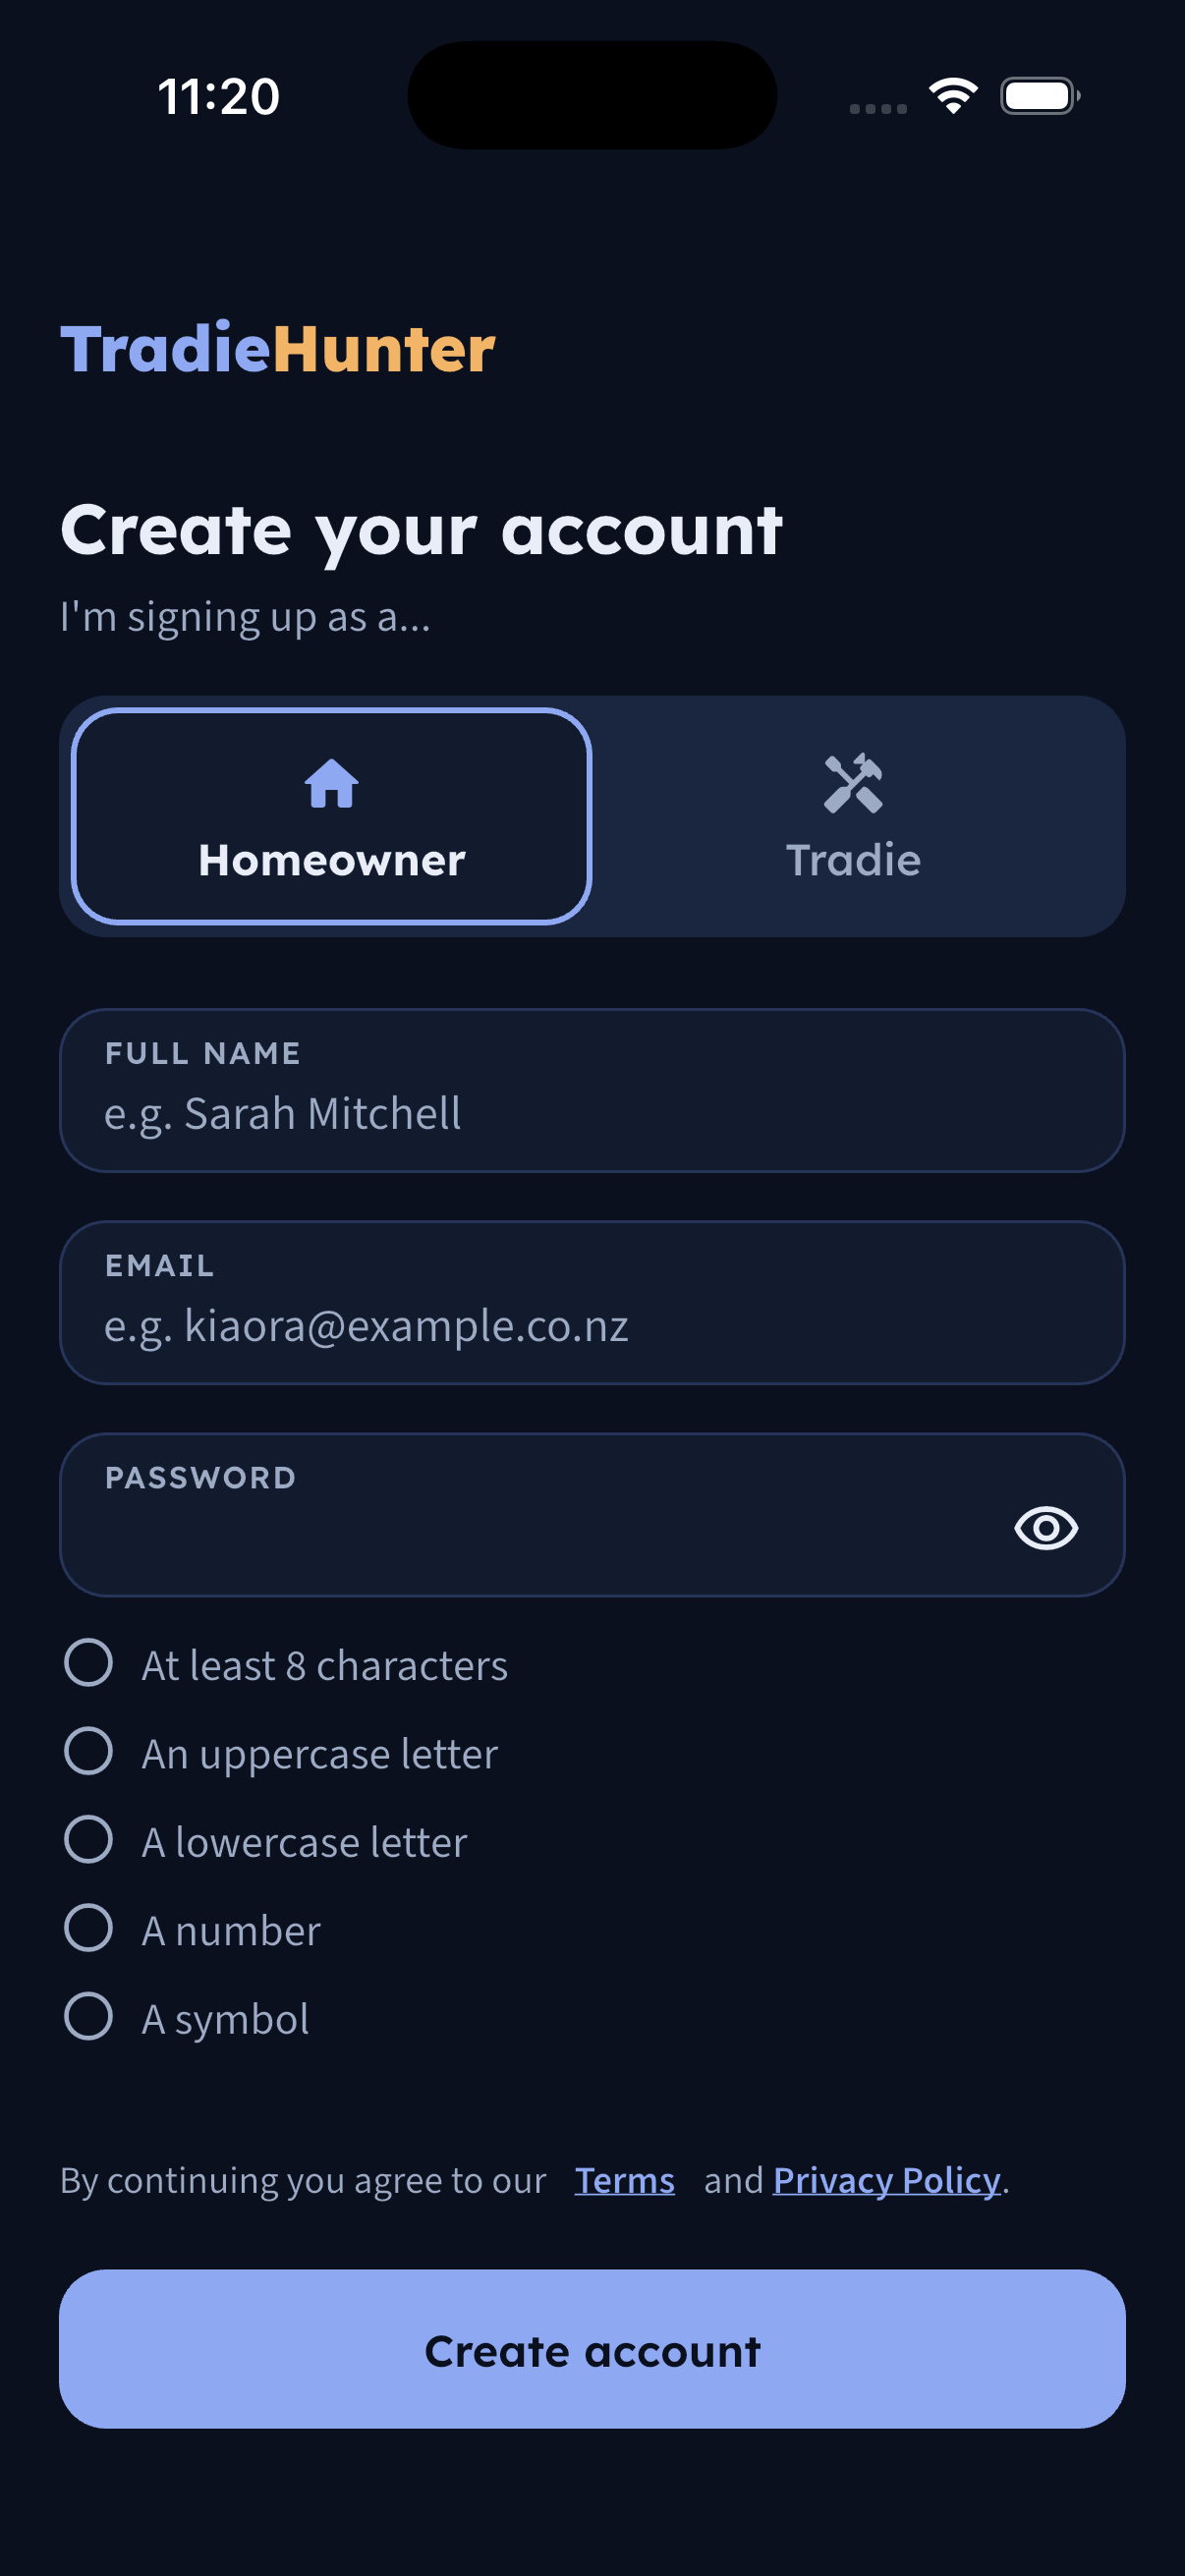 11:20
TradieHunter
Create your account
I'm signing up as a...
Homeowner
Tradie
FULL NAME
e.g. Sarah Mitchell
EMAIL
e.g. kiaora@example.co.nz
PASSWORD
At least 8 characters
An uppercase letter
A lowercase letter
A number
A symbol
By continuing you agree to our Terms and Privacy Policy.
Create account